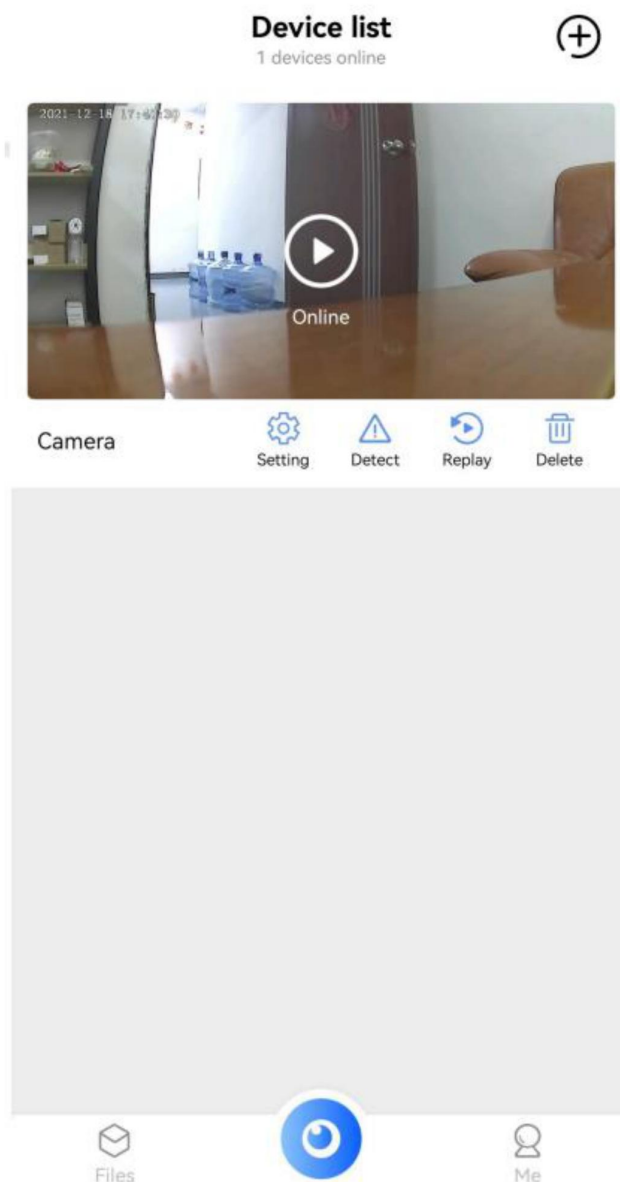 Device list
1 devices online
2021-12-18
Online
Camera
Setting
Detect
Replay
Delete
Files
Me